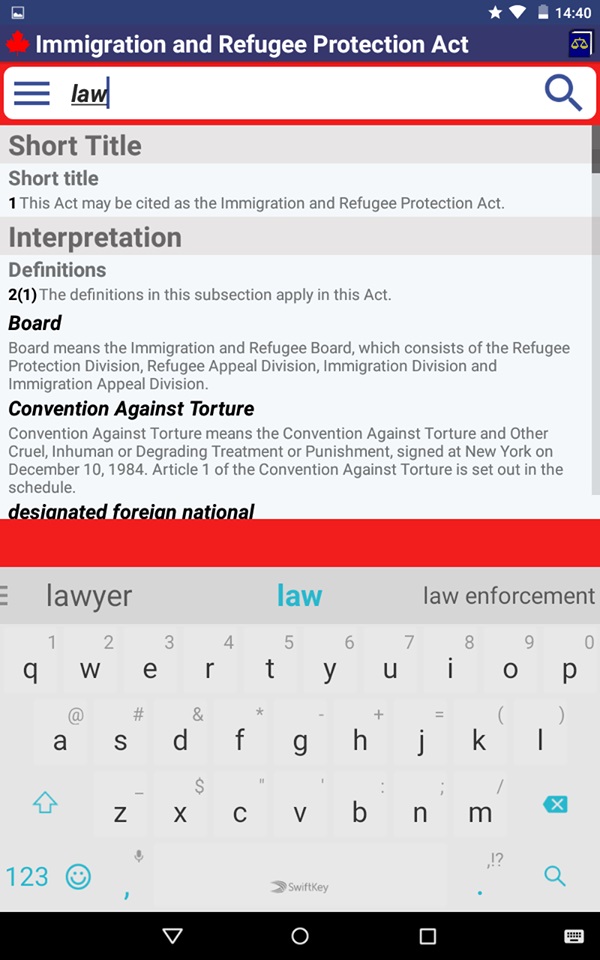 14:40
Immigration and Refugee Protection Act
law
Short Title
Short title
1 This Act may be cited as the Immigration and Refugee Protection Act.
Interpretation
Definitions
2(1) The definitions in this subsection apply in this Act.
Board
Board means the Immigration and Refugee Board, which consists of the Refugee
Protection Division, Refugee Appeal Division, Immigration Division and
Immigration Appeal Division.
Convention Against Torture
Convention Against Torture means the Convention Against Torture and Other
Cruel, Inhuman or Degrading Treatment or Punishment, signed at New York on
December 10, 1984. Article 1 of the Convention Against Torture is set out in the
schedule.
designated foreign national
lawyer law law enforcement
1 2 3 4 5 6 7 8 9 0
q w e r t y u i o p
@ # & * - + = ( )
a s d f g h j k l
_ $ " ' : ; /
z x c v b n m
,!?
123 , SwiftKey .